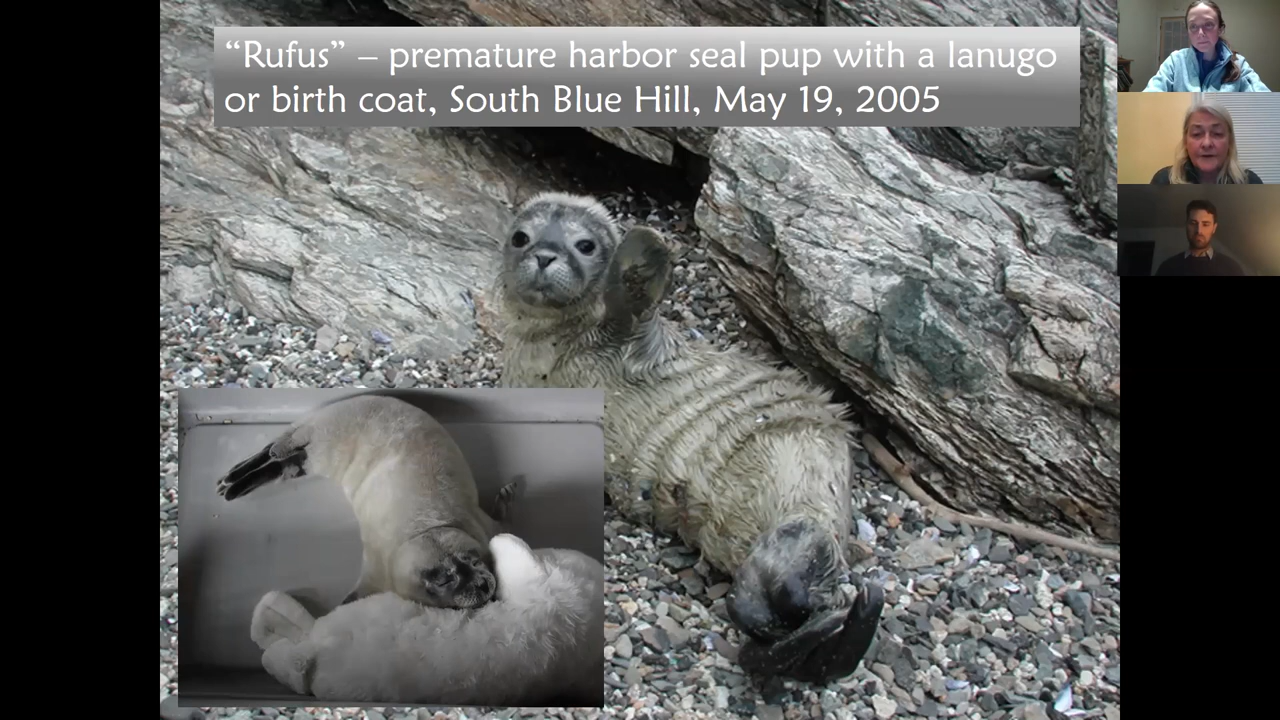 “Rufus” – premature harbor seal pup with a lanugo
or birth coat, South Blue Hill, May 19, 2005